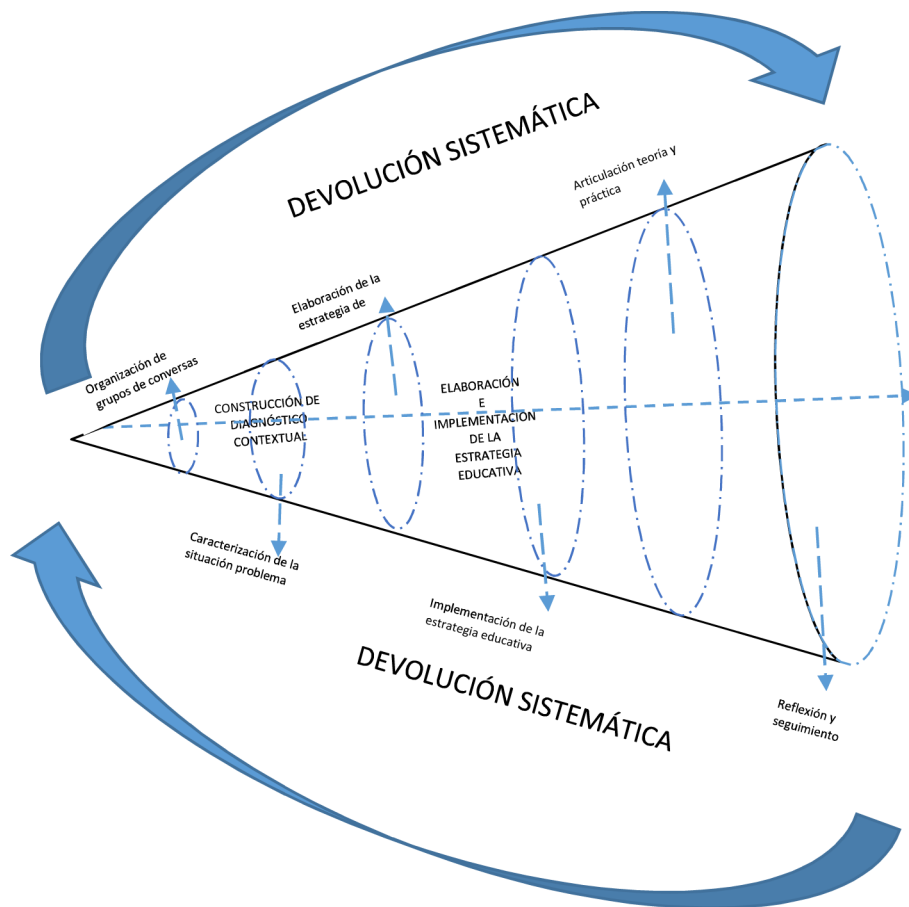 DEVOLUCIÓN SISTEMÁTICA
Articulación teoría y
práctica
Elaboración de la
estrategia de
Organización de
grupos de conversas
CONSTRUCCIÓN DE
DIAGNÓSTICO
CONTEXTUAL
ELABORACIÓN
E
IMPLEMENTACIÓN
DE LA
ESTRATEGIA
EDUCATIVA
Caracterización de la
situación problema
Implementación de la
estrategia educativa
DEVOLUCIÓN SISTEMÁTICA
Reflexión y
seguimiento